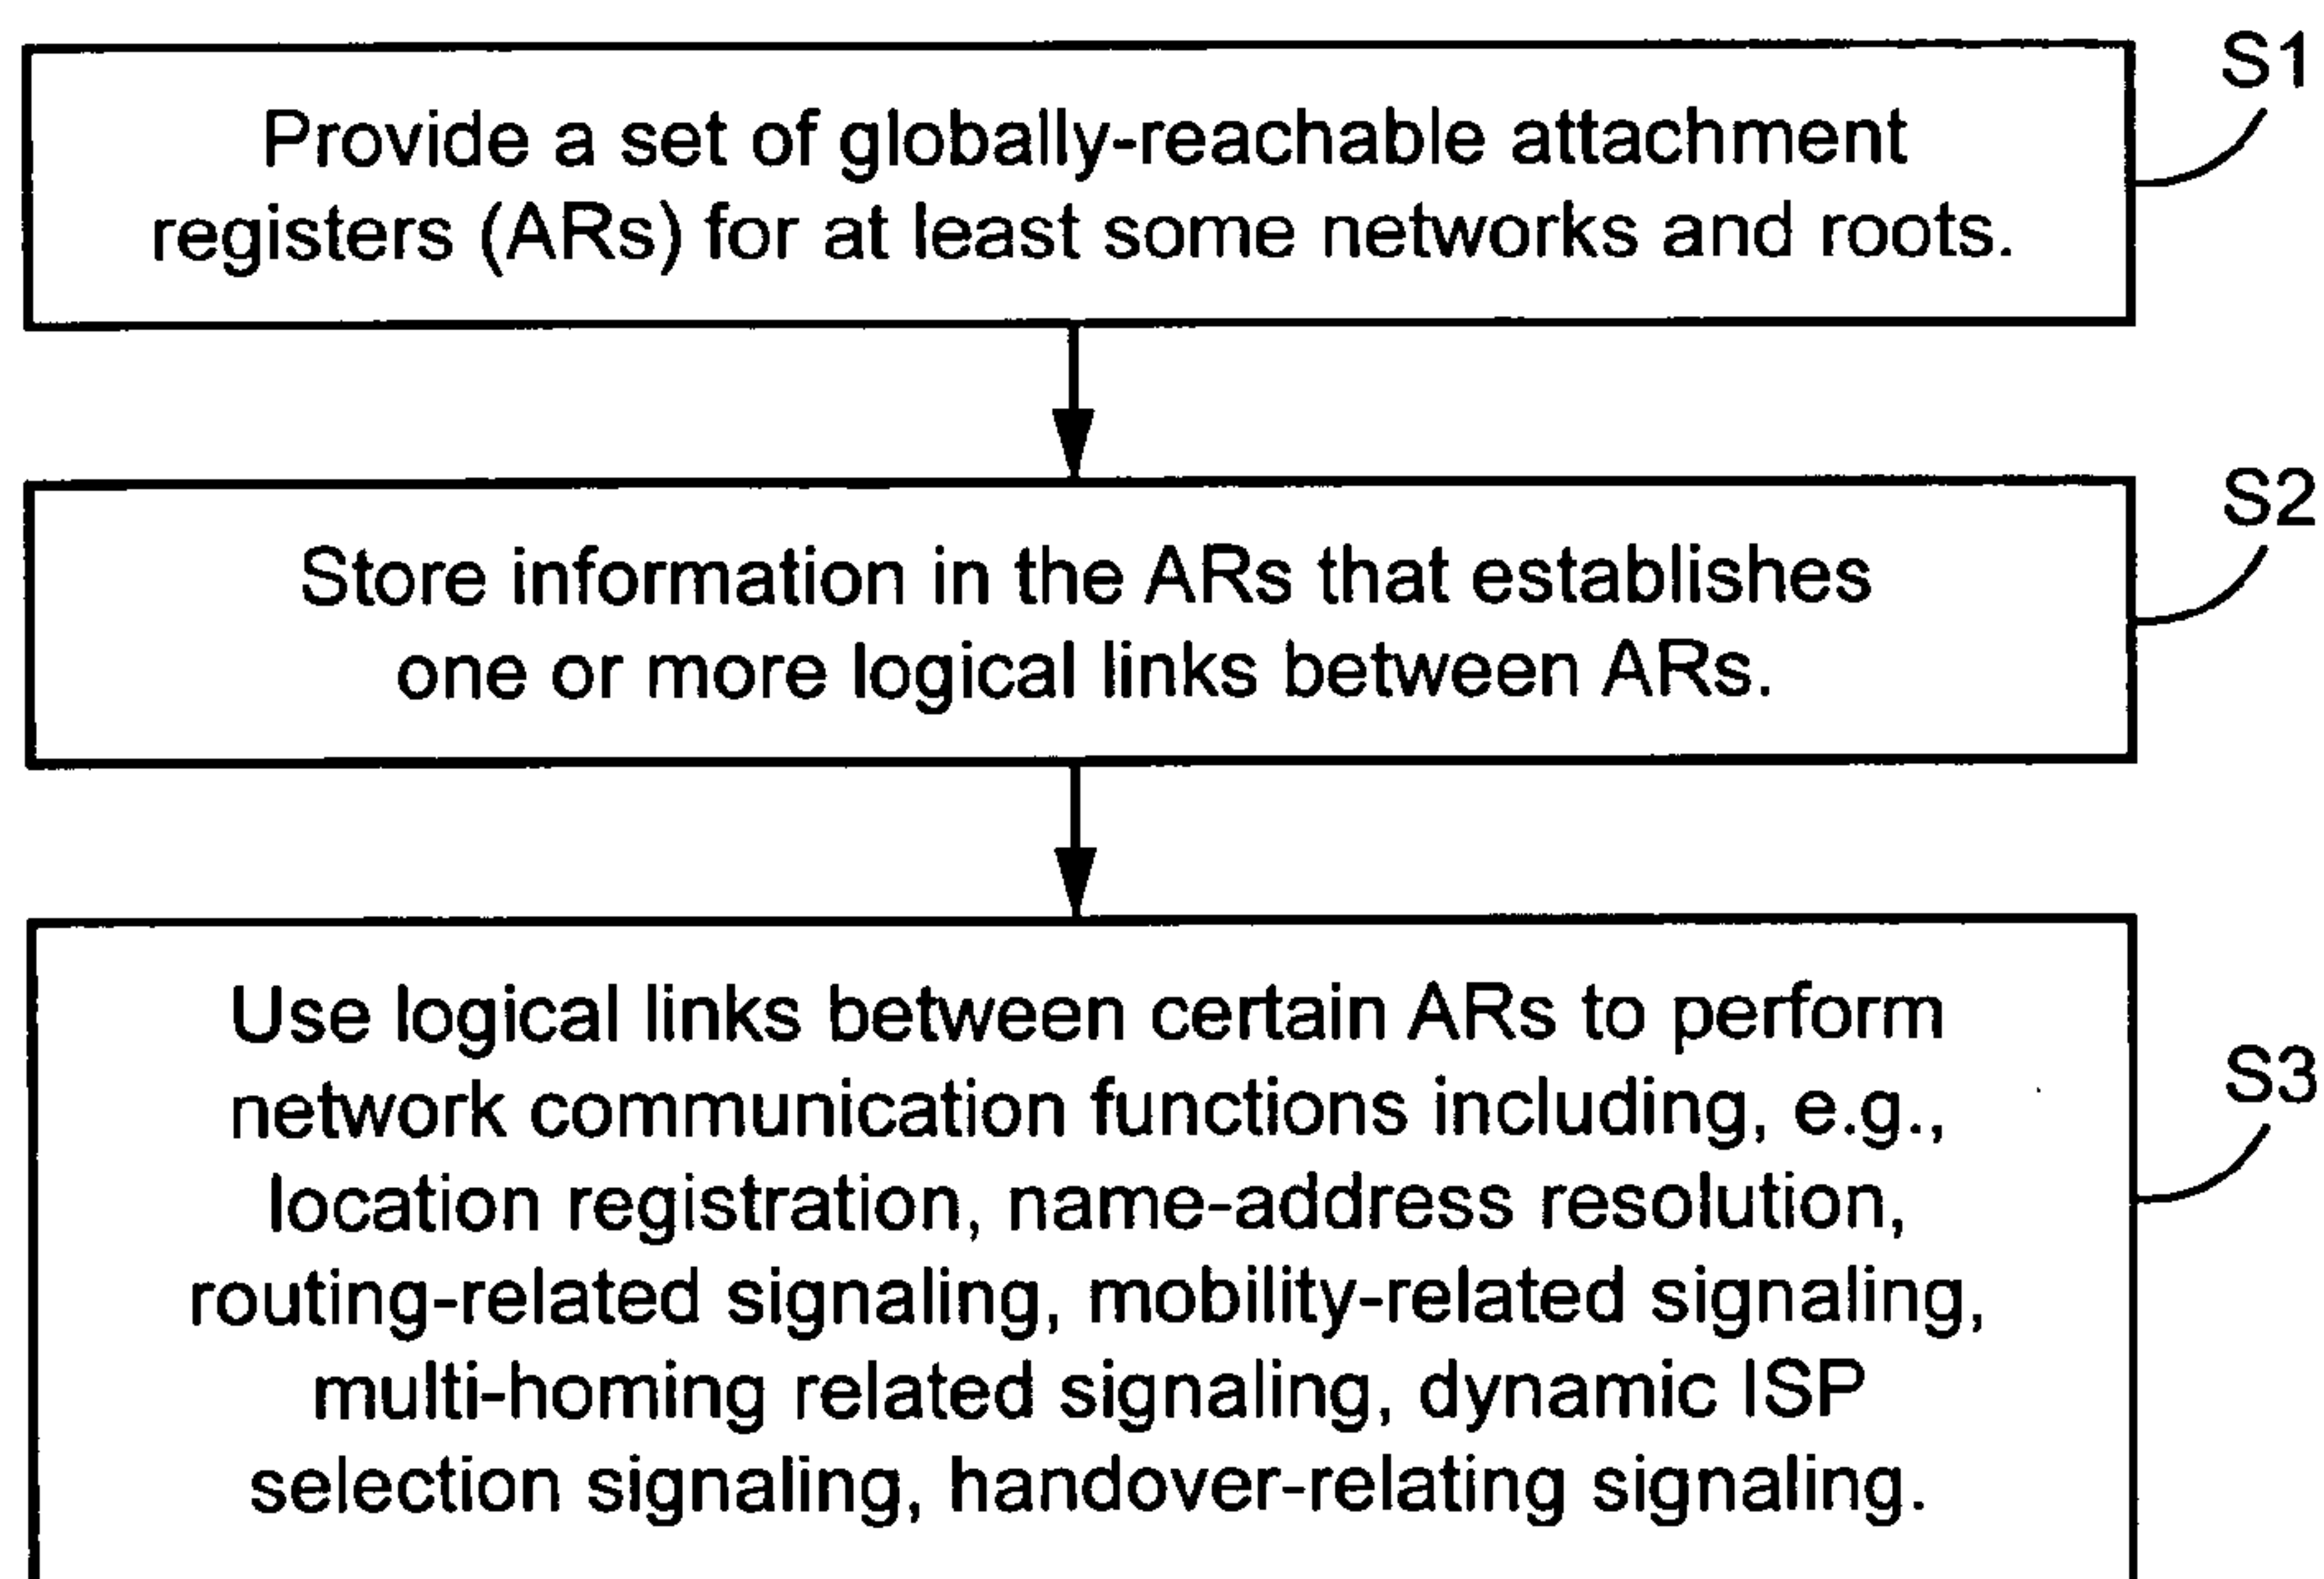 S1
Provide a set of globally-reachable attachment
registers (ARs) for at least some networks and roots.
S2
Store information in the ARs that establishes
one or more logical links between ARs.
S3
Use logical links between certain ARs to perform
network communication functions including, e.g.,
location registration, name-address resolution,
routing-related signaling, mobility-related signaling,
multi-homing related signaling, dynamic ISP
selection signaling, handover-relating signaling.